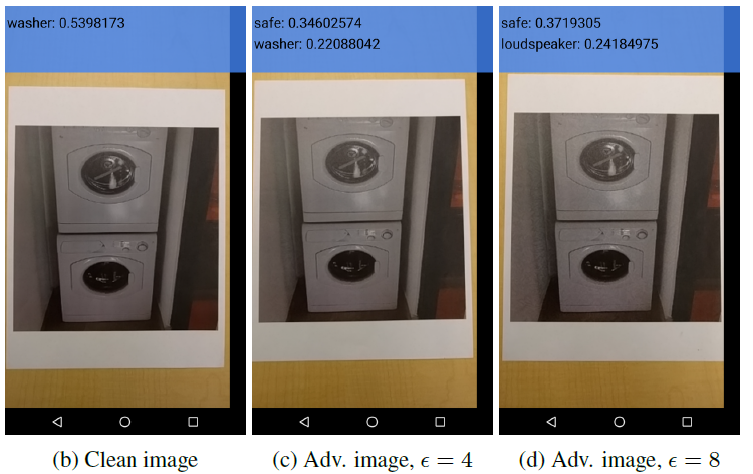 washer: 0.5398173
safe: 0.34602574
washer: 0.22088042
safe: 0.3719305
loudspeaker: 0.24184975
(b) Clean image
(c) Adv. image, ϵ = 4
(d) Adv. image, ϵ = 8